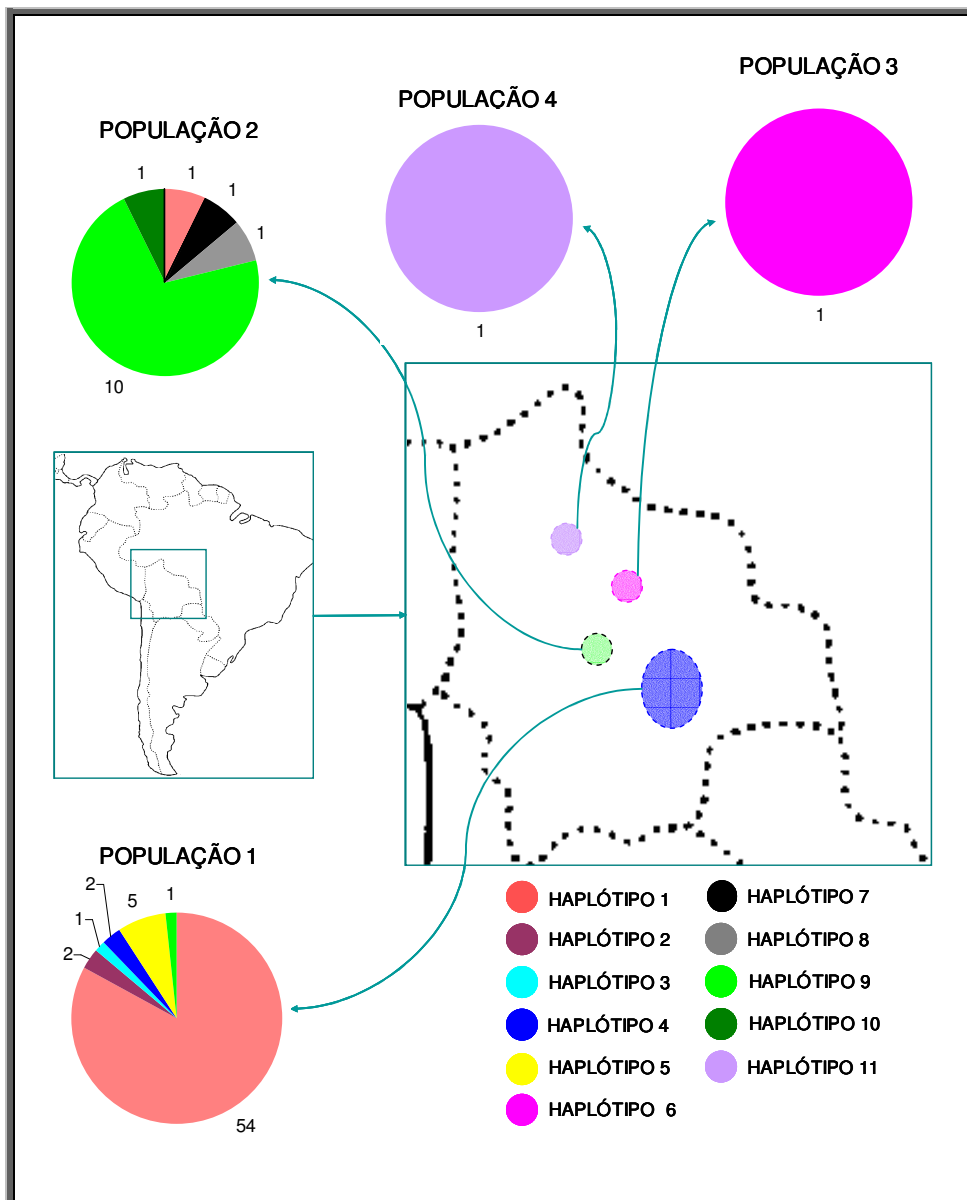 POPULAÇÃO 3
POPULAÇÃO 4
POPULAÇÃO 2
1
1
1
1
10
1
1
POPULAÇÃO 1
2
1
2
5
1
54
HAPLÓTIPO 1
HAPLÓTIPO 2
HAPLÓTIPO 3
HAPLÓTIPO 4
HAPLÓTIPO 5
HAPLÓTIPO 6
HAPLÓTIPO 7
HAPLÓTIPO 8
HAPLÓTIPO 9
HAPLÓTIPO 10
HAPLÓTIPO 11